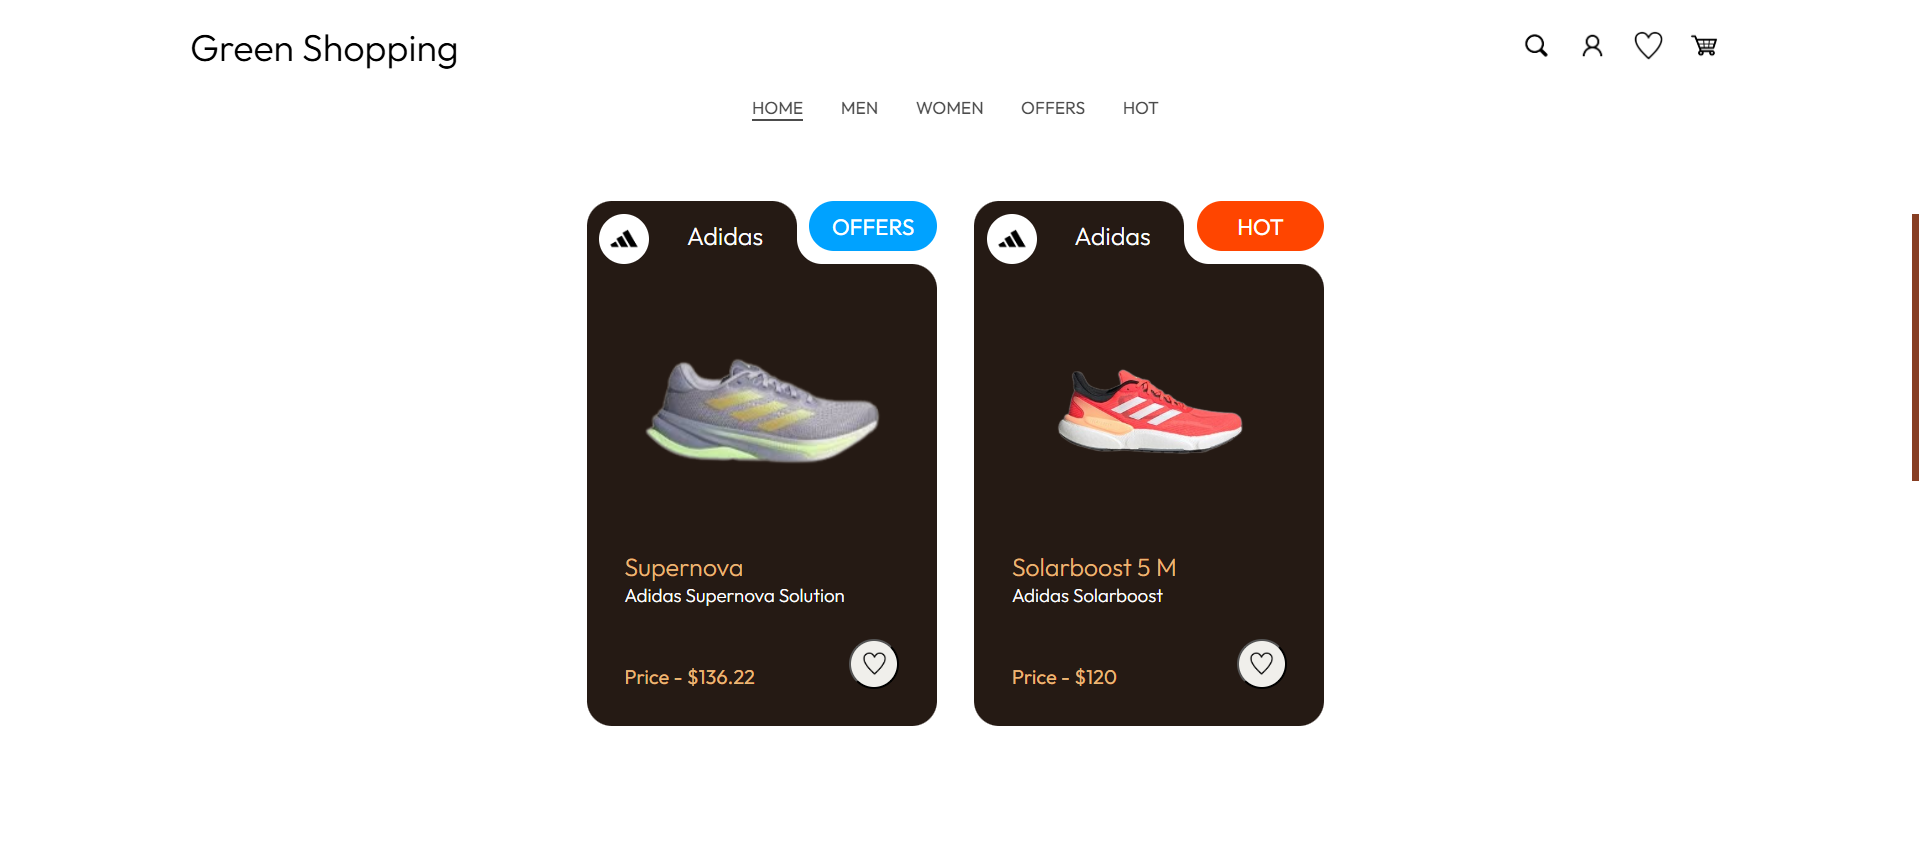 Green Shopping
HOME MEN WOMEN OFFERS HOT
Adidas
OFFERS
Supernova
Adidas Supernova Solution
Price - $136.22
Adidas
HOT
Solarboost 5 M
Adidas Solarboost
Price - $120